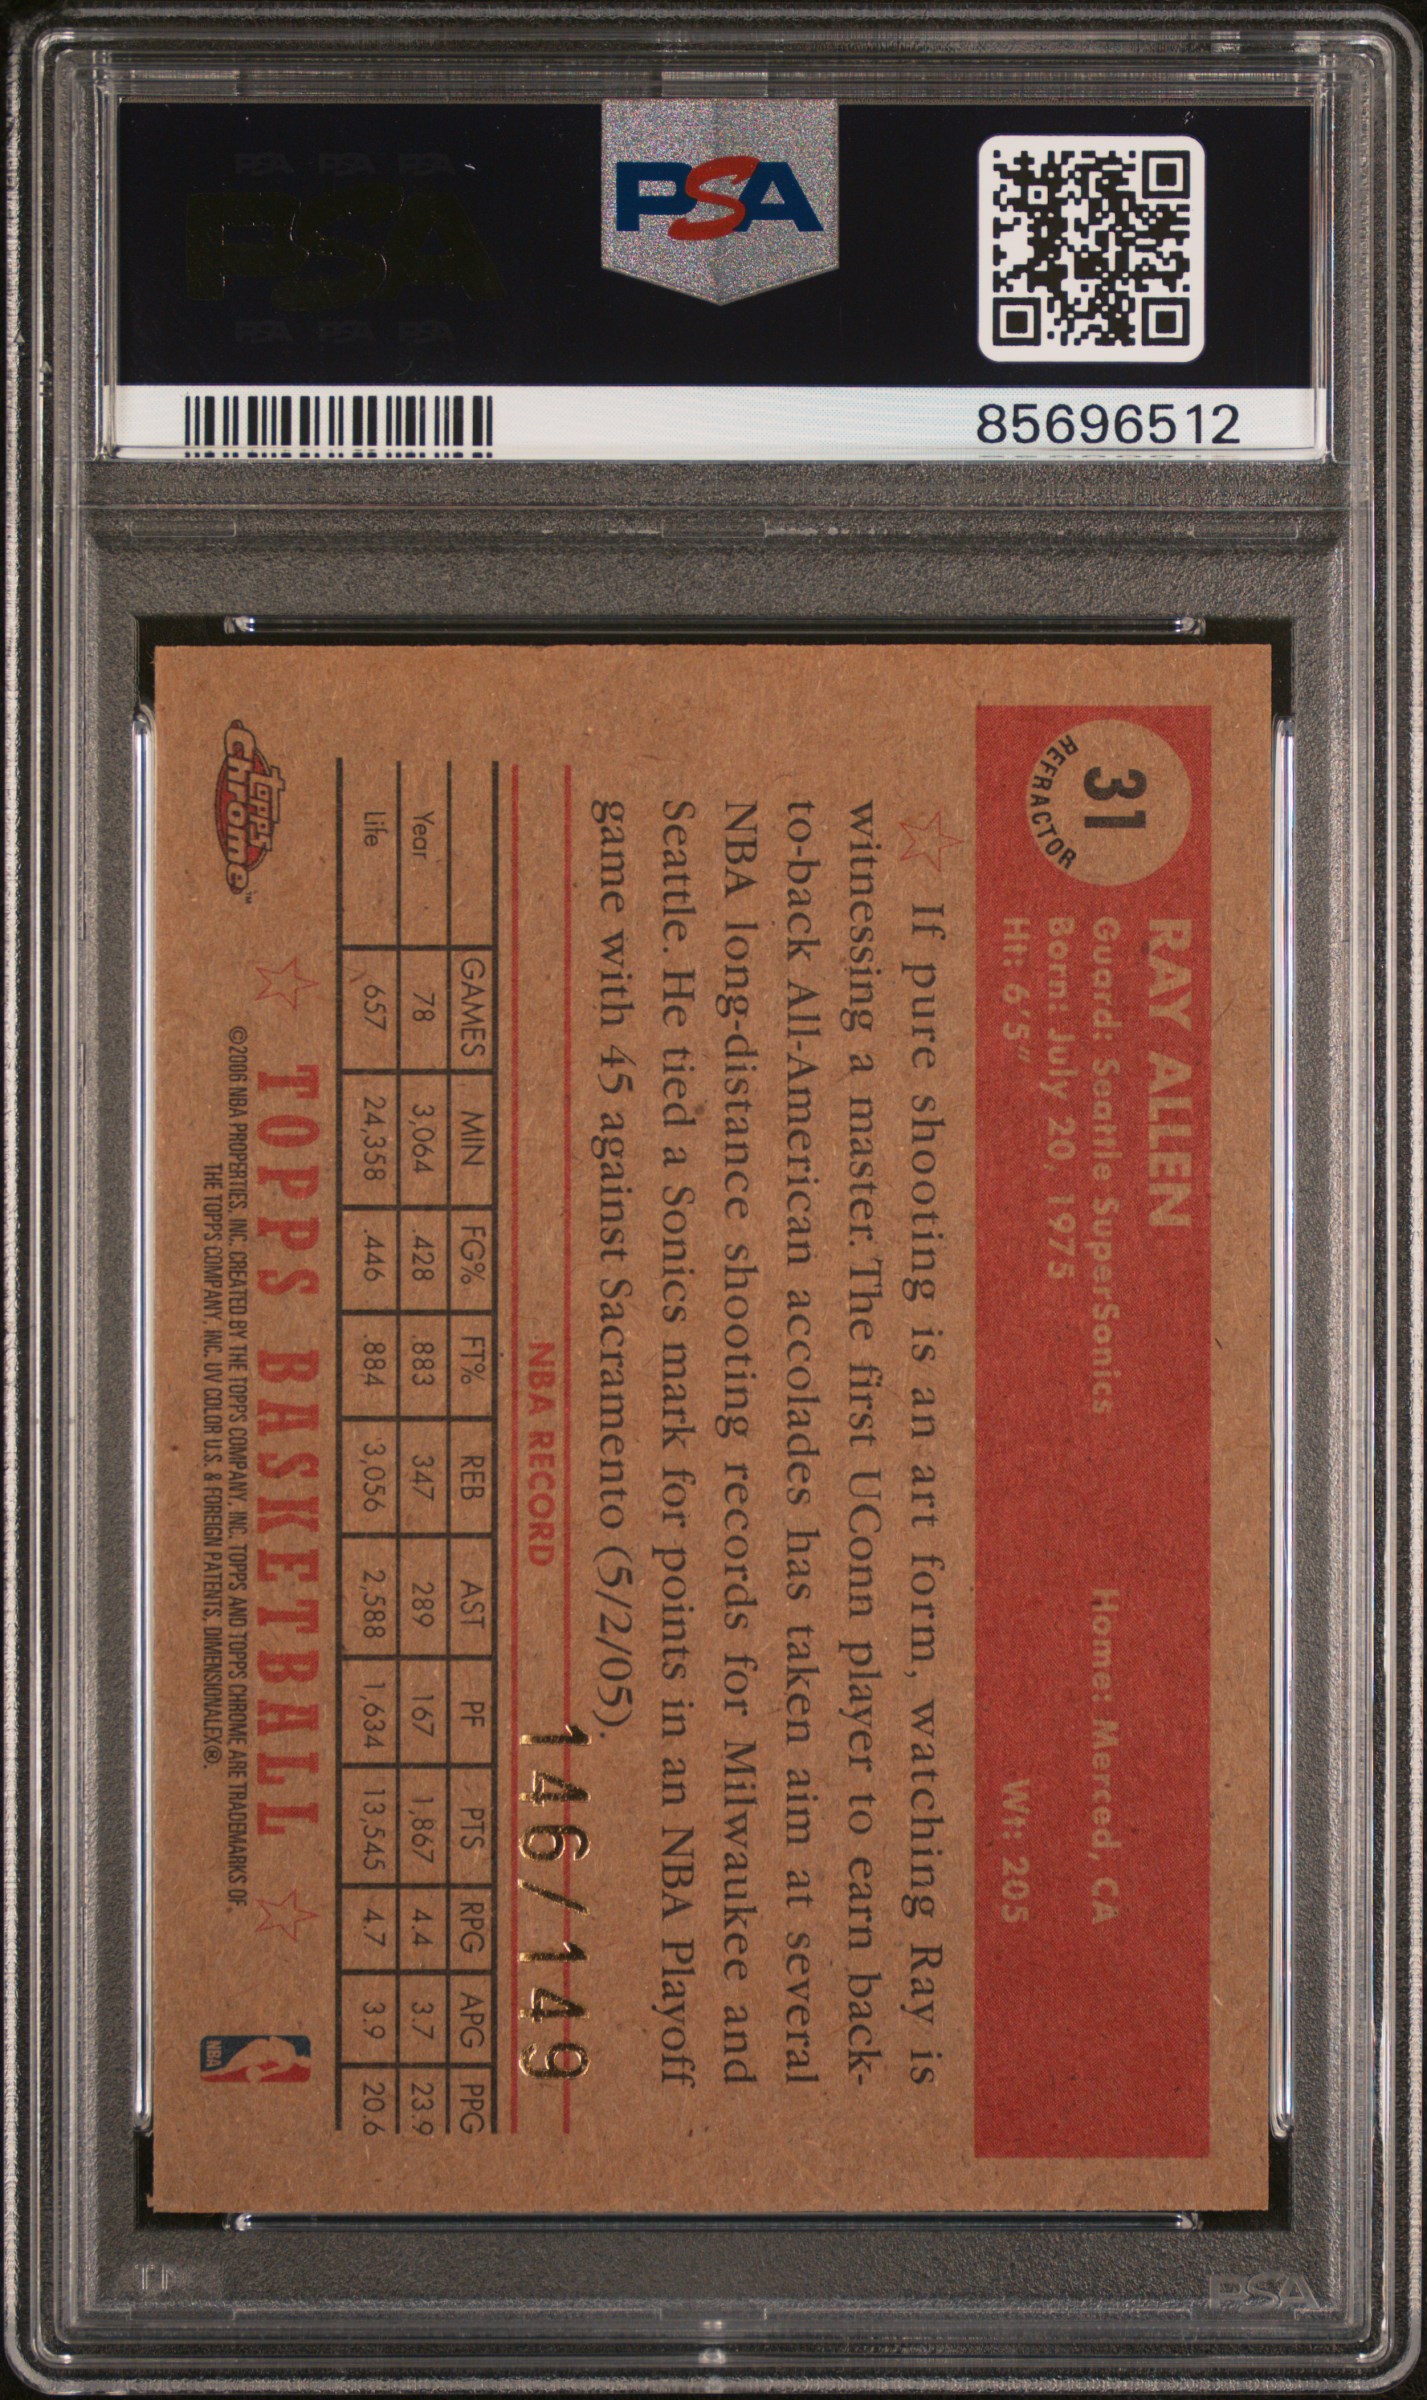 PSA
85696512
31
REFRACTOR
RAY ALLEN
Guard: Seattle SuperSonics Home: Merced, CA
Born: July 20, 1975
Ht: 6'5" Wt: 205
If pure shooting is an art form, watching Ray is
witnessing a master. The first UConn player to earn back-
to-back All-American accolades has taken aim at several
NBA long-distance shooting records for Milwaukee and
Seattle. He tied a Sonics mark for points in an NBA Playoff
game with 45 against Sacramento (5/2/05).
146/149
NBA RECORD
GAMES MIN FG% FT% REB AST PF PTS RPG APG PPG
Year 78 3,064 .428 .883 347 289 167 1,867 4.4 3.7 23.9
Life 657 24,358 .446 .884 3,056 2,588 1,634 13,545 4.7 3.9 20.6
topps chrome™
TOPPS BASKETBALL
©2006 NBA PROPERTIES, INC. CREATED BY THE TOPPS COMPANY, INC. TOPPS AND TOPPS CHROME ARE TRADEMARKS OF
THE TOPPS COMPANY, INC. UV COLOR U.S. & FOREIGN PATENTS, DIMENSIONALEX®.
NBA
PSA